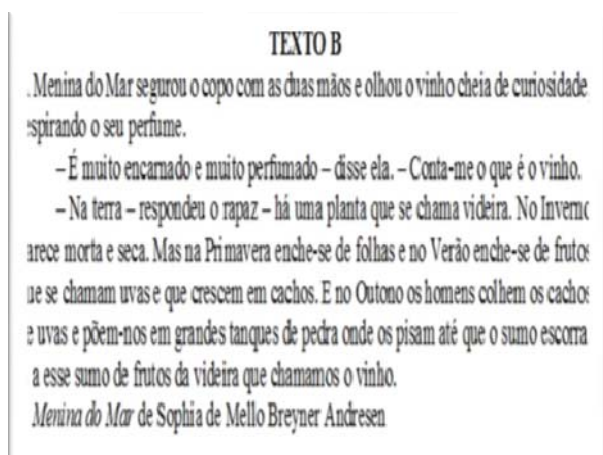 TEXTO B
. Menina do Mar segurou o copo com as duas mãos e olhou o vinho cheia de curiosidade
espirando o seu perfume.
– É muito encarnado e muito perfumado – disse ela. – Conta-me o que é o vinho.
– Na terra – respondeu o rapaz – há uma planta que se chama videira. No Inverno
arece morta e seca. Mas na Primavera enche-se de folhas e no Verão enche-se de frutos
ue se chamam uvas e que crescem em cachos. E no Outono os homens colhem os cachos
e uvas e põem-nos em grandes tanques de pedra onde os pisam até que o sumo escorra
a esse sumo de frutos da videira que chamamos o vinho.
Menina do Mar de Sophia de Mello Breyner Andresen